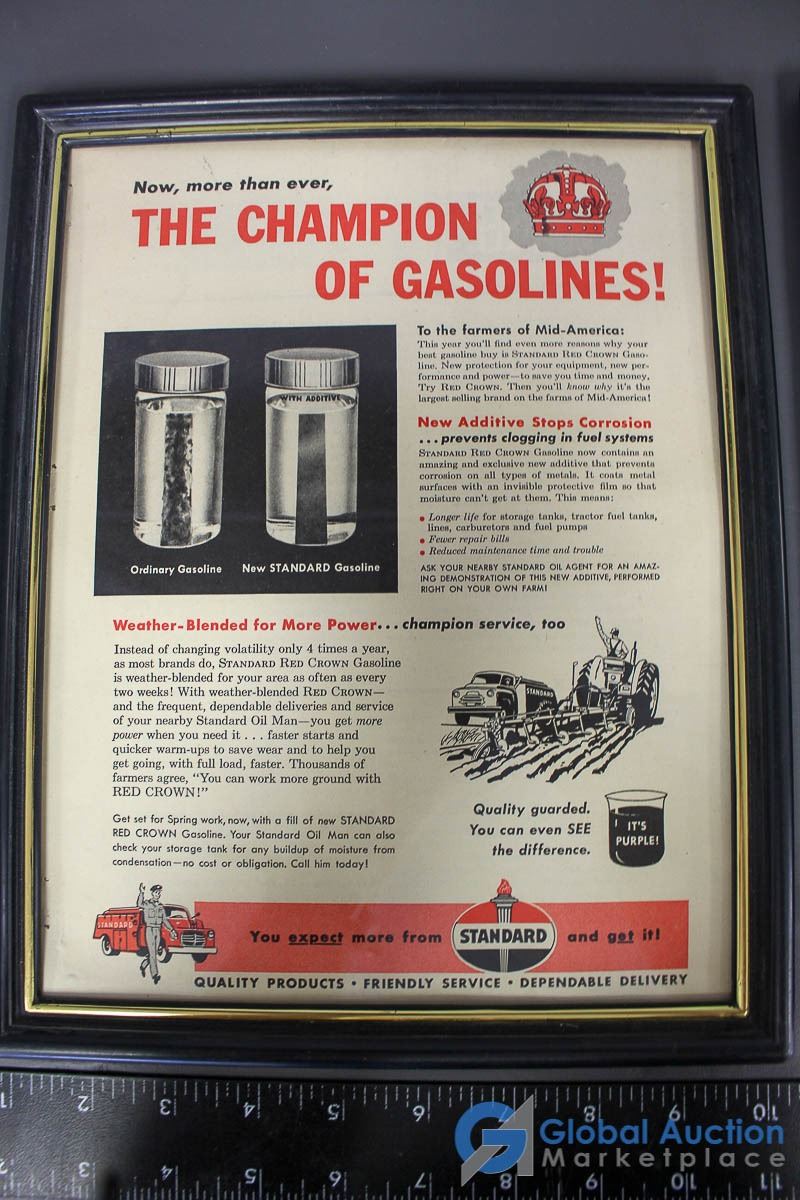 Now, more than ever,
THE CHAMPION
OF GASOLINES!
To the farmers of Mid-America:
This year you'll find even more reasons why your
best gasoline buy is STANDARD RED CROWN Gaso-
line. New protection for your equipment, new per-
formance and power—to save you time and money.
Try RED CROWN. Then you'll know why it's the
largest selling brand on the farms of Mid-America!
WITH ADDITIVE
Ordinary Gasoline
New STANDARD Gasoline
New Additive Stops Corrosion
...prevents clogging in fuel systems
STANDARD RED CROWN Gasoline now contains an
amazing and exclusive new additive that prevents
corrosion on all types of metals. It coats metal
surfaces with an invisible protective film so that
moisture can't get at them. This means:
• Longer life for storage tanks, tractor fuel tanks,
lines, carburetors and fuel pumps
• Fewer repair bills
• Reduced maintenance time and trouble
ASK YOUR NEARBY STANDARD OIL AGENT FOR AN AMAZ-
ING DEMONSTRATION OF THIS NEW ADDITIVE, PERFORMED
RIGHT ON YOUR OWN FARM!
Weather-Blended for More Power...champion service, too
Instead of changing volatility only 4 times a year,
as most brands do, STANDARD RED CROWN Gasoline
is weather-blended for your area as often as every
two weeks! With weather-blended RED CROWN—
and the frequent, dependable deliveries and service
of your nearby Standard Oil Man—you get more
power when you need it . . . faster starts and
quicker warm-ups to save wear and to help you
get going, with full load, faster. Thousands of
farmers agree, "You can work more ground with
RED CROWN!"
STANDARD
Get set for Spring work, now, with a fill of new STANDARD
RED CROWN Gasoline. Your Standard Oil Man can also
check your storage tank for any buildup of moisture from
condensation—no cost or obligation. Call him today!
Quality guarded.
You can even SEE
the difference.
IT'S
PURPLE!
STANDARD
You expect more from
STANDARD
and get it!
QUALITY PRODUCTS • FRIENDLY SERVICE • DEPENDABLE DELIVERY
1 2 3 4 5 6 8 9 10
1 2 3 4 5 6
Global Auction
Marketplace